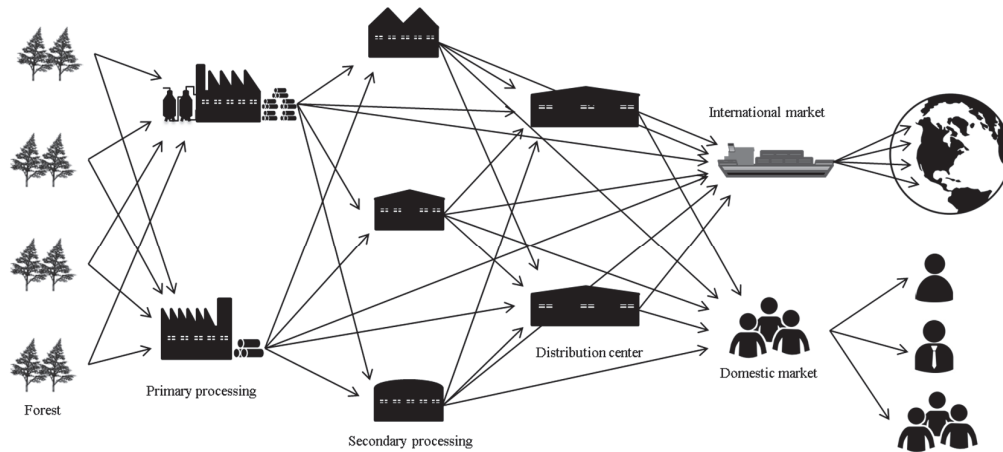 International market
Distribution center
Domestic market
Primary processing
Forest
Secondary processing